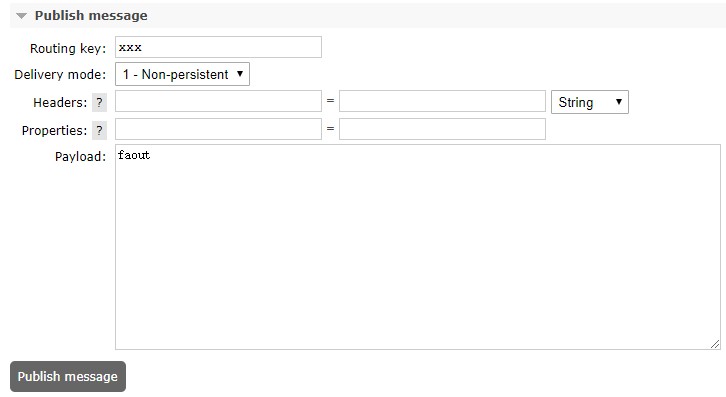 Publish message
Routing key: xxx
Delivery mode: 1 - Non-persistent
Headers: ? = String
Properties: ? =
Payload: faout
Publish message